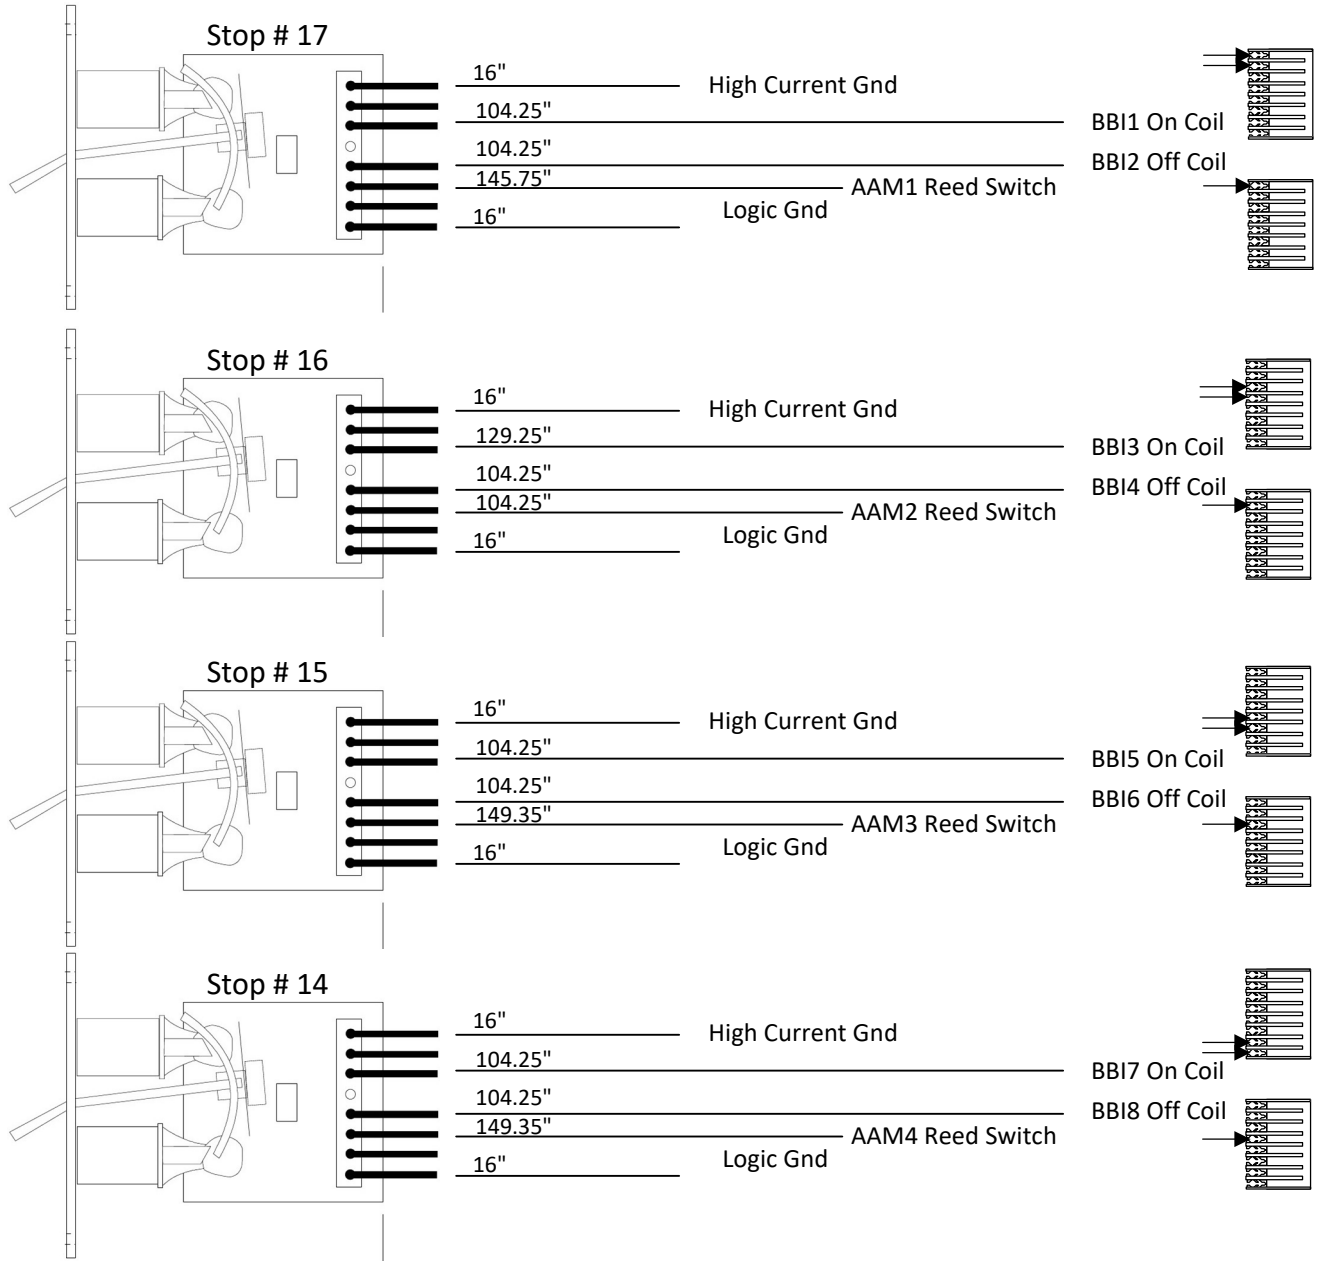 Stop # 17
16"
High Current Gnd
104.25"
BBI1 On Coil
104.25"
BBI2 Off Coil
145.75"
AAM1 Reed Switch
Logic Gnd
16"
Stop # 16
16"
High Current Gnd
129.25"
BBI3 On Coil
104.25"
BBI4 Off Coil
104.25"
AAM2 Reed Switch
Logic Gnd
16"
Stop # 15
16"
High Current Gnd
104.25"
BBI5 On Coil
104.25"
BBI6 Off Coil
149.35"
AAM3 Reed Switch
Logic Gnd
16"
Stop # 14
16"
High Current Gnd
104.25"
BBI7 On Coil
104.25"
BBI8 Off Coil
149.35"
AAM4 Reed Switch
Logic Gnd
16"